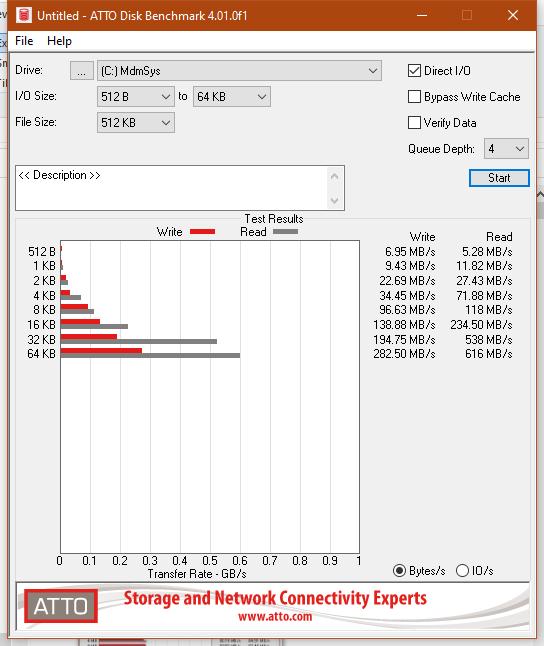 Untitled - ATTO Disk Benchmark 4.01.0f1
File Help
Drive: ... (C:) MdmSys
Direct I/O
I/O Size: 512 B to 64 KB
Bypass Write Cache
File Size: 512 KB
Verify Data
Queue Depth: 4
<< Description >>
Start
Test Results
Write Read Write Read
512 B 6.95 MB/s 5.28 MB/s
1 KB 9.43 MB/s 11.82 MB/s
2 KB 22.69 MB/s 27.43 MB/s
4 KB 34.45 MB/s 71.88 MB/s
8 KB 96.63 MB/s 118 MB/s
16 KB 138.88 MB/s 234.50 MB/s
32 KB 194.75 MB/s 538 MB/s
64 KB 282.50 MB/s 616 MB/s
0 0.1 0.2 0.3 0.4 0.5 0.6 0.7 0.8 0.9 1
Transfer Rate - GB/s
Bytes/s IO/s
ATTO Storage and Network Connectivity Experts
www.atto.com